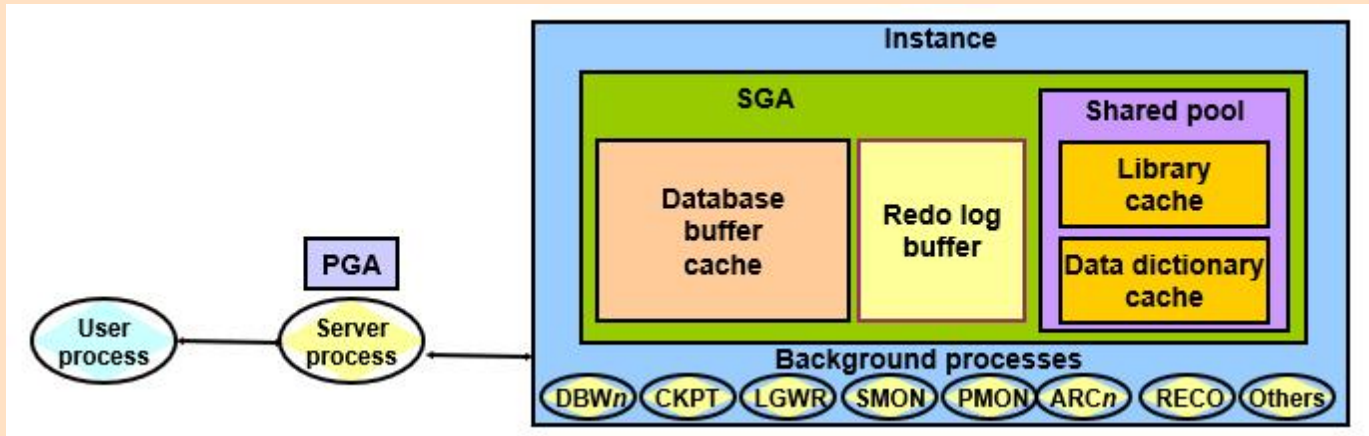 Instance
SGA
Shared pool
Database
buffer
cache
Redo log
buffer
Library
cache
Data dictionary
cache
PGA
User
process
Server
process
Background processes
DBWn
CKPT
LGWR
SMON
PMON
ARCn
RECO
Others